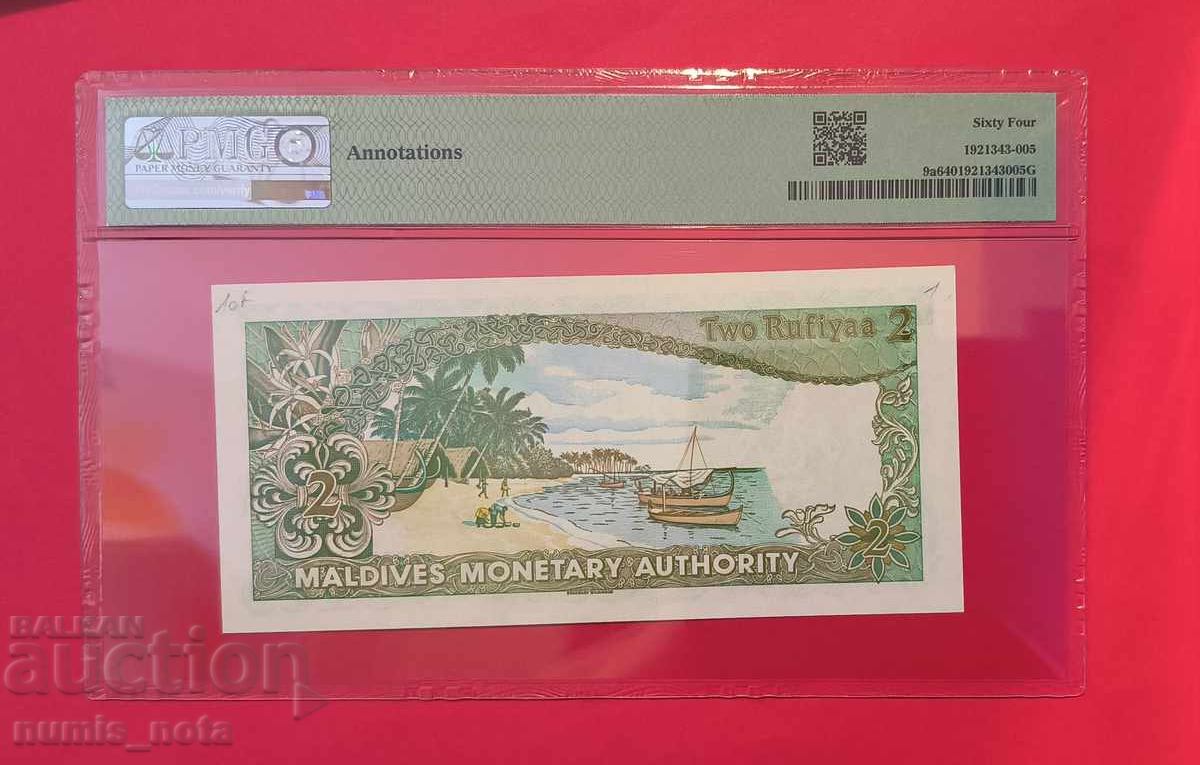 PMG
PAPER MONEY GUARANTY
Annotations
Sixty Four
1921343-005
9a6401921343005G
Two Rufiyaa 2
2
2
MALDIVES MONETARY AUTHORITY
BALKAN
auction
numis_nota